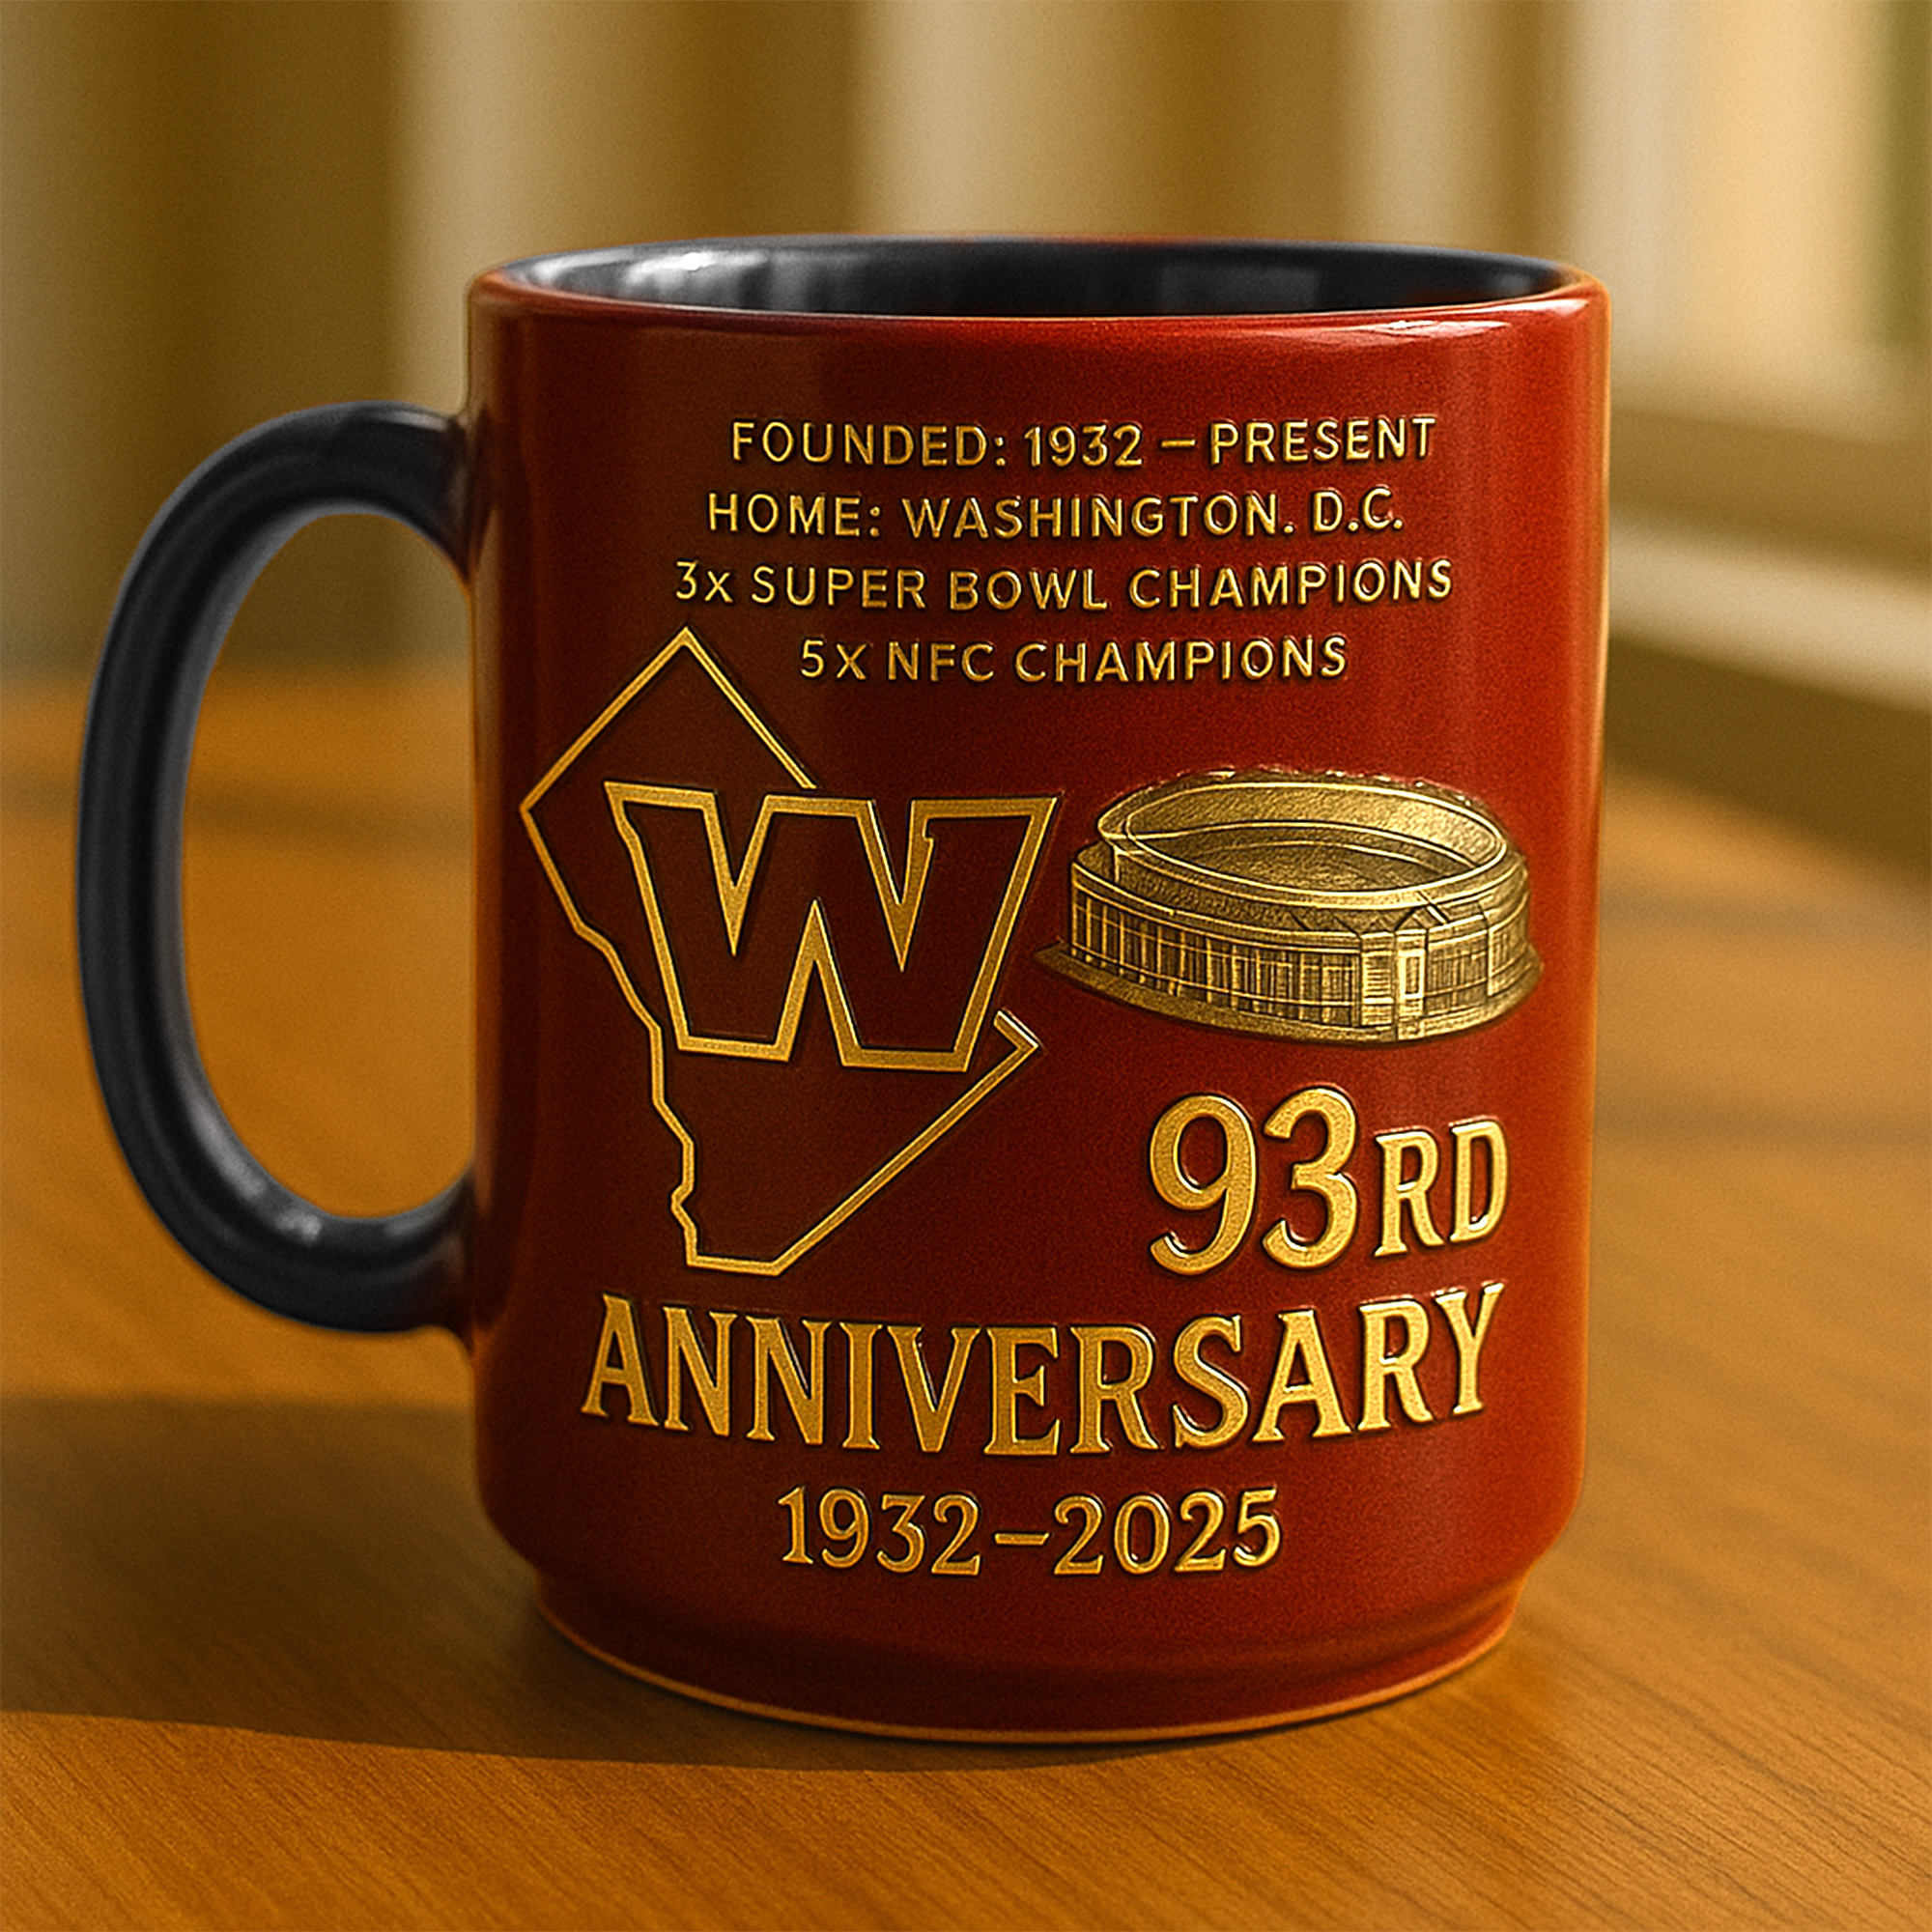 FOUNDED: 1932 – PRESENT
HOME: WASHINGTON. D.C.
3x SUPER BOWL CHAMPIONS
5X NFC CHAMPIONS
W
93RD
ANNIVERSARY
1932–2025